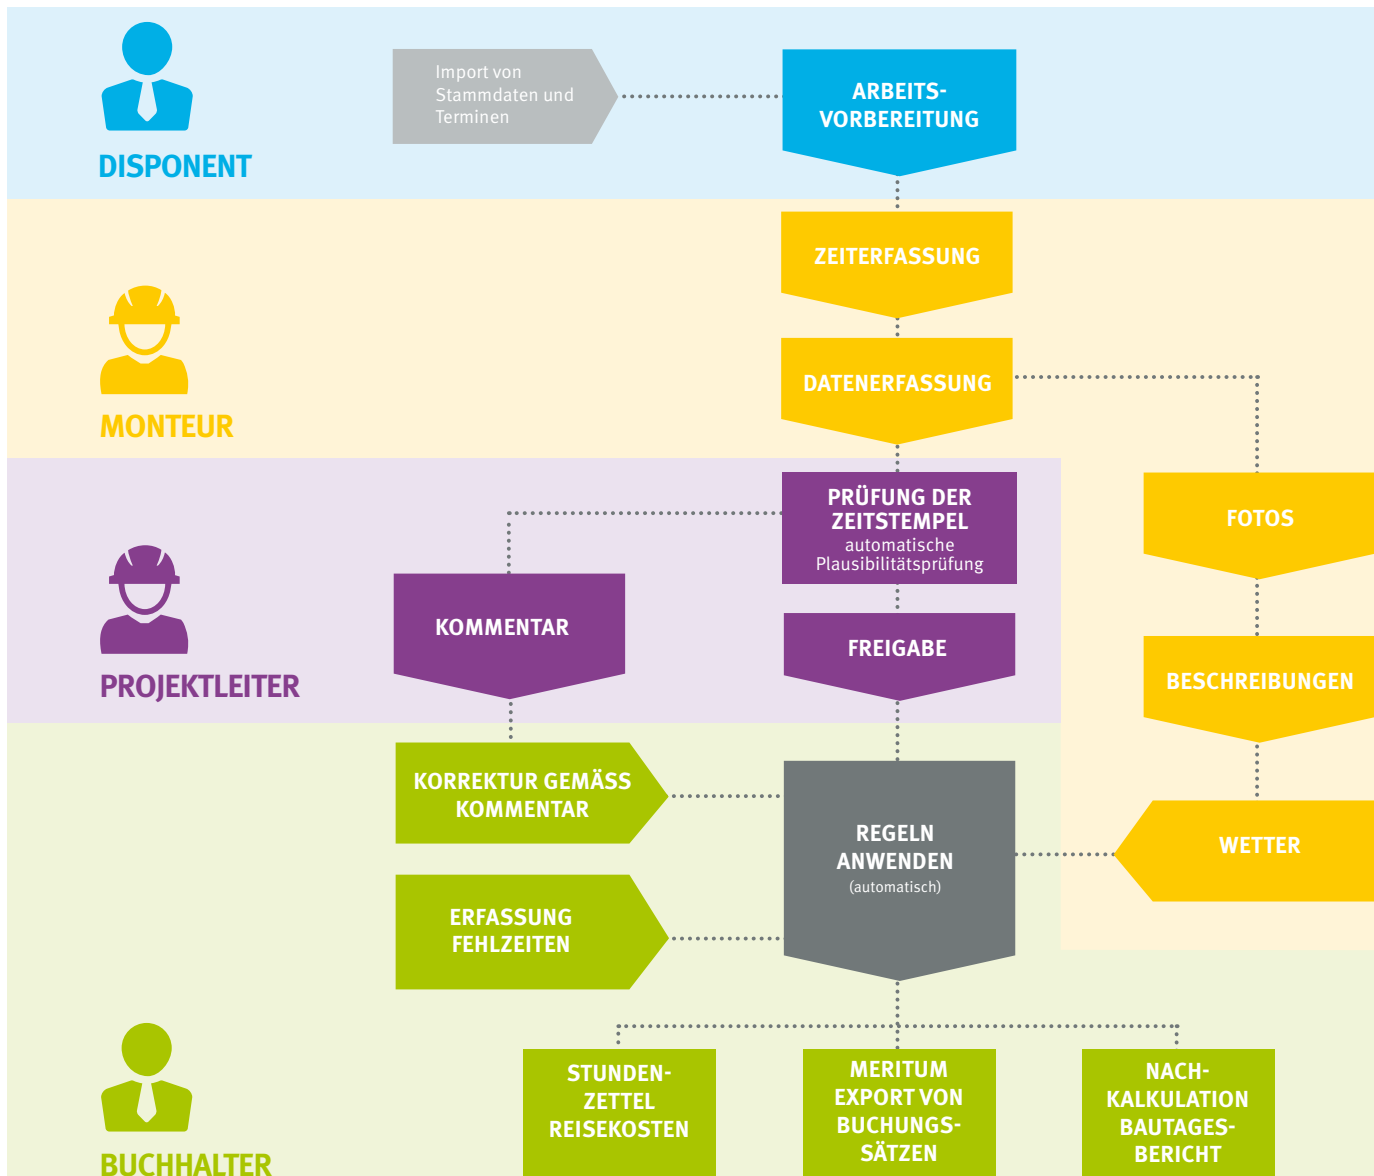 Import von
Stammdaten und
Terminen
ARBEITS-
VORBEREITUNG
DISPONENT
ZEITERFASSUNG
DATENERFASSUNG
MONTEUR
PRÜFUNG DER
ZEITSTEMPEL
automatische
Plausibilitätsprüfung
FOTOS
KOMMENTAR
FREIGABE
BESCHREIBUNGEN
PROJEKTLEITER
KORREKTUR GEMÄSS
KOMMENTAR
REGELN
ANWENDEN
(automatisch)
WETTER
ERFASSUNG
FEHLZEITEN
STUNDEN-
ZETTEL
REISEKOSTEN
MERITUM
EXPORT VON
BUCHUNGS-
SÄTZEN
NACH-
KALKULATION
BAUTAGES-
BERICHT
BUCHHALTER